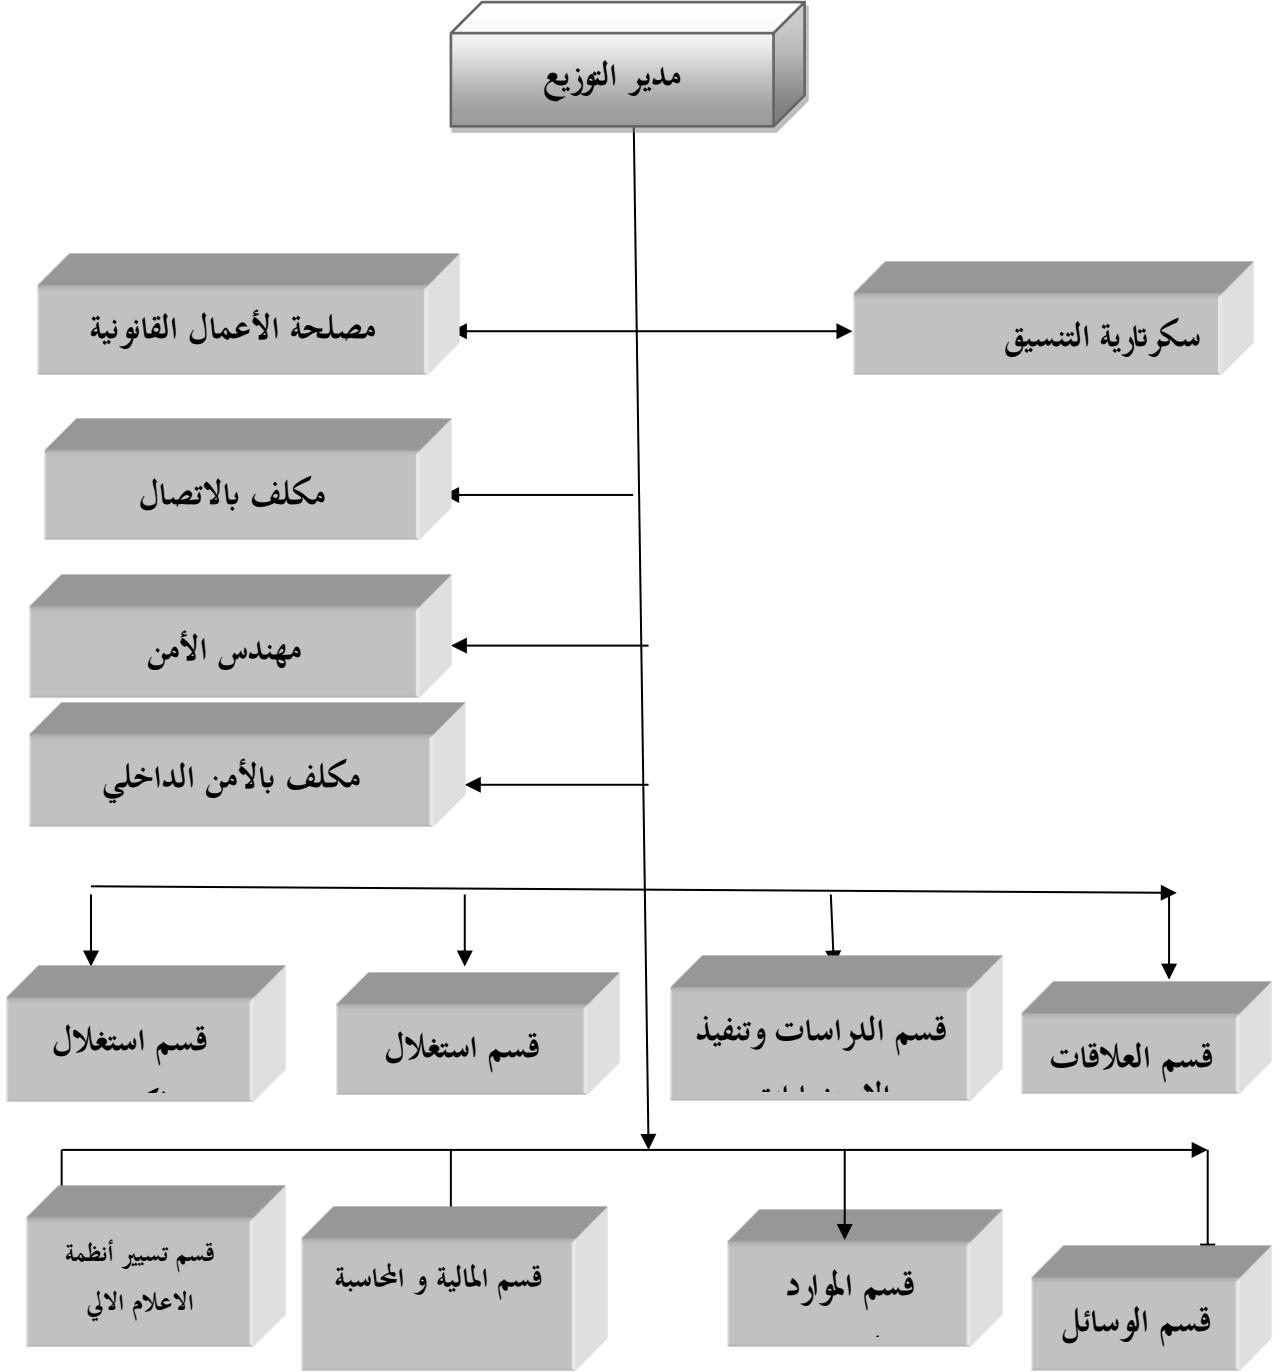 مدير التوزيع
سكرتارية التنسيق
مصلحة الأعمال القانونية
مكلف بالاتصال
مهندس الأمن
مكلف بالأمن الداخلي
قسم العلاقات
قسم الدراسات وتنفيذ
قسم استغلال
قسم استغلال
قسم الوسائل
قسم الموارد
قسم المالية و المحاسبة
قسم تسيير أنظمة
الاعلام الالي